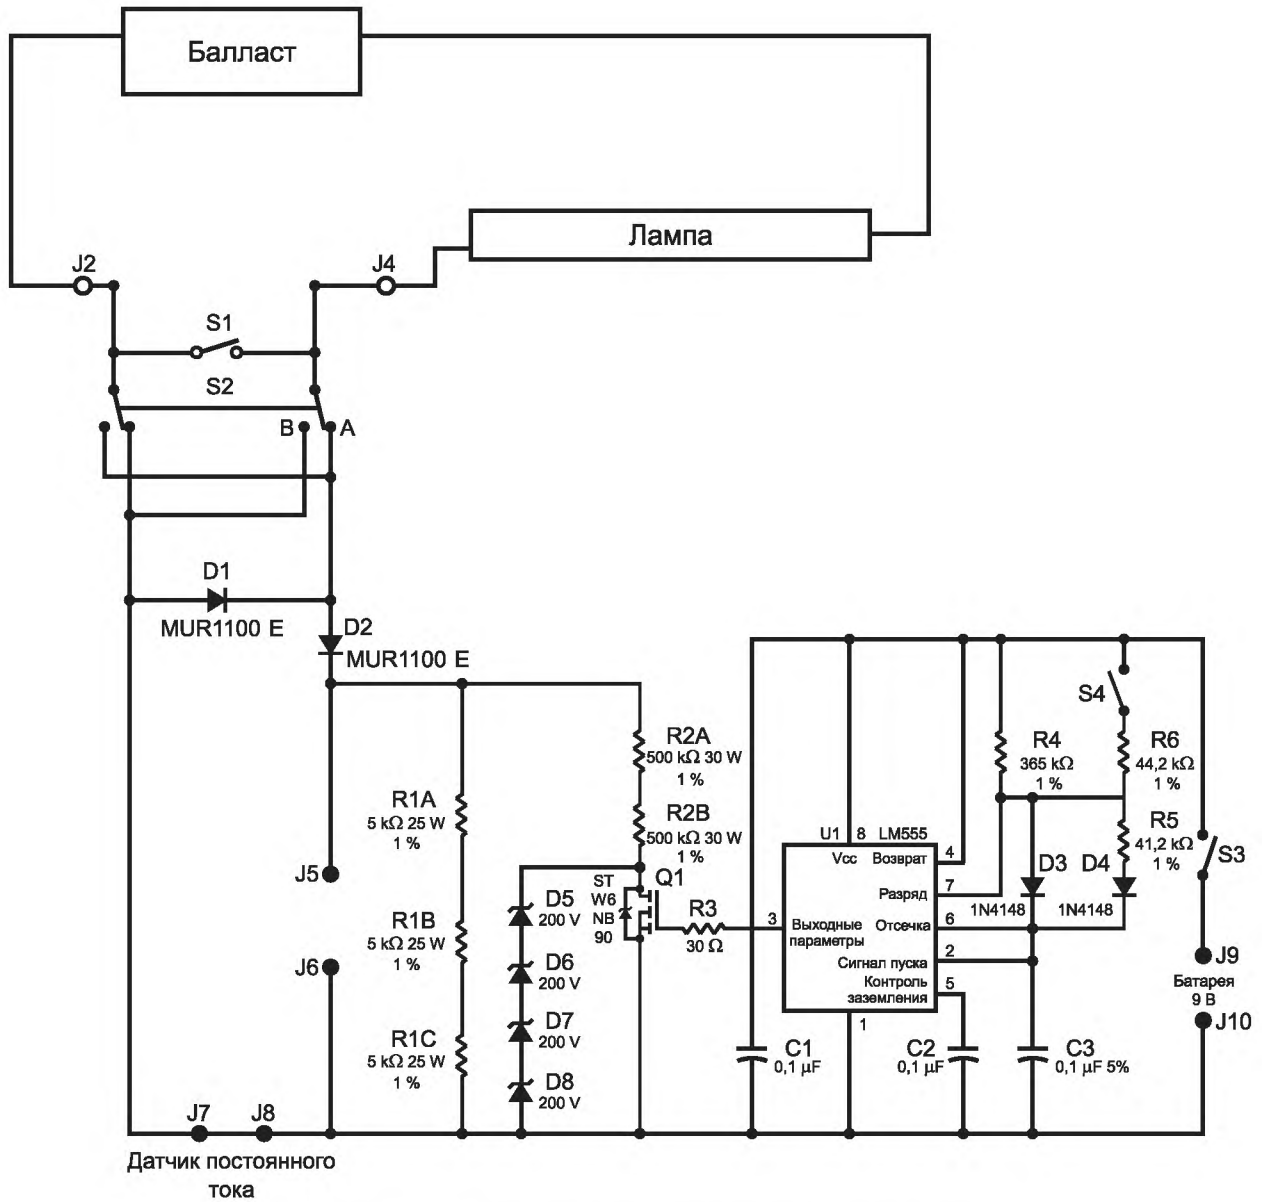 Балласт
Лампа
J2
J4
S1
S2
B
A
D1
MUR1100 E
D2
MUR1100 E
R1A
5 kΩ 25 W
1 %
R1B
5 kΩ 25 W
1 %
R1C
5 kΩ 25 W
1 %
J5
J6
J7
J8
Датчик постоянного
тока
R2A
500 kΩ 30 W
1 %
R2B
500 kΩ 30 W
1 %
D5
200 V
D6
200 V
D7
200 V
D8
200 V
ST
W6
NB
90
Q1
R3
30 Ω
U1
8
LM555
Vcc
Возврат
4
Разряд
7
3
Выходные
параметры
Отсечка
6
Сигнал пуска
2
Контроль
заземления
5
1
C1
0,1 µF
C2
0,1 µF
C3
0,1 µF 5%
R4
365 kΩ
1 %
S4
R6
44,2 kΩ
1 %
R5
41,2 kΩ
1 %
D3
1N4148
D4
1N4148
S3
J9
Батарея
9 В
J10